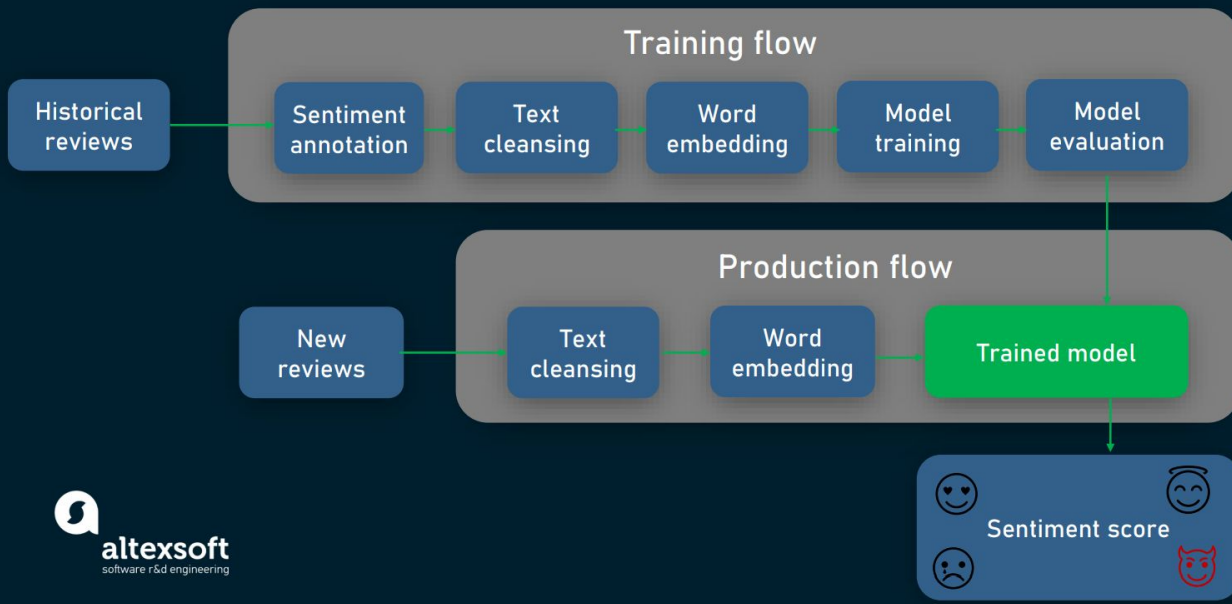 Training flow
Historical
reviews
Sentiment
annotation
Text
cleansing
Word
embedding
Model
training
Model
evaluation
Production flow
New
reviews
Text
cleansing
Word
embedding
Trained model
Sentiment score
altexsoft
software r&d engineering